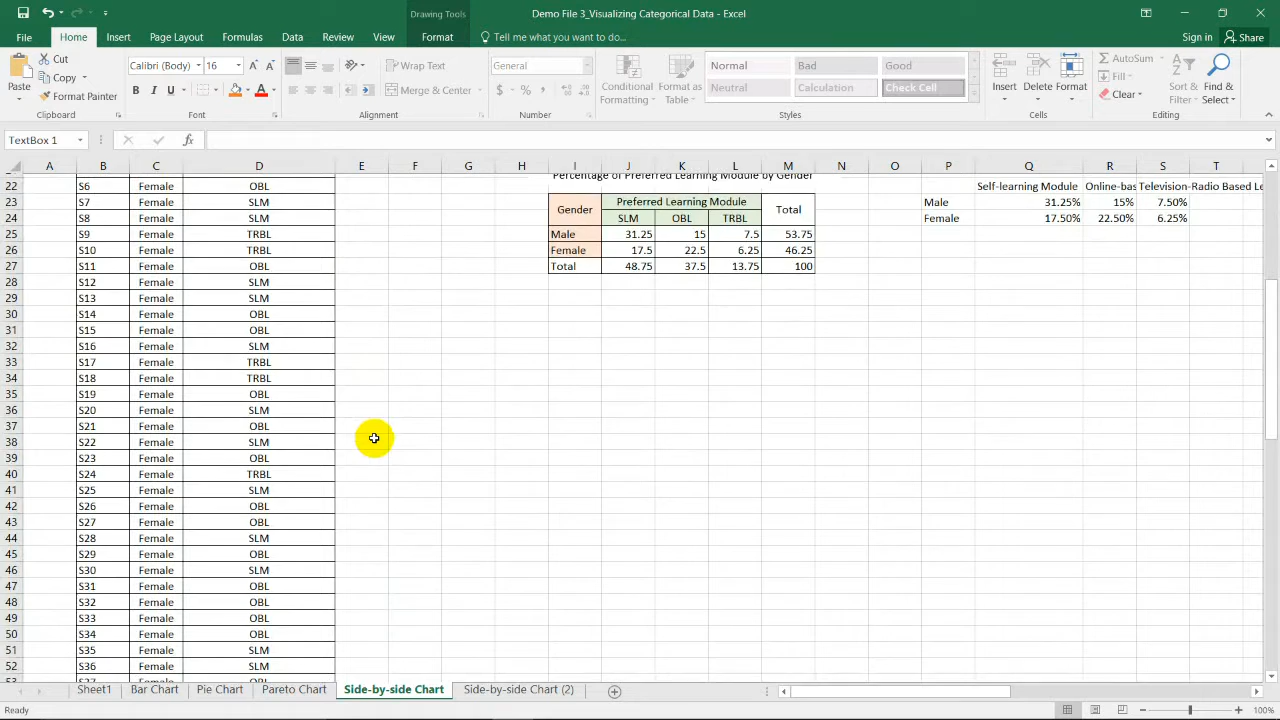 Drawing Tools
Demo File 3_Visualizing Categorical Data - Excel
File Home Insert Page Layout Formulas Data Review View Format Tell me what you want to do... Sign in Share
Cut
Copy
Format Painter
Paste
Clipboard
Calibri (Body) 16
B I U
Font
Wrap Text
Merge & Center
Alignment
General
Number
Conditional Formatting
Format as Table
Normal Bad Good
Neutral Calculation Check Cell
Styles
Insert Delete Format
Cells
AutoSum
Fill
Clear
Sort & Filter
Find & Select
Editing
TextBox 1
fx
A B C D E F G H I J K L M N O P Q R S T
22 S6 Female OBL
23 S7 Female SLM
24 S8 Female SLM
25 S9 Female TRBL
26 S10 Female TRBL
27 S11 Female OBL
28 S12 Female SLM
29 S13 Female SLM
30 S14 Female OBL
31 S15 Female OBL
32 S16 Female SLM
33 S17 Female TRBL
34 S18 Female TRBL
35 S19 Female OBL
36 S20 Female SLM
37 S21 Female OBL
38 S22 Female SLM
39 S23 Female OBL
40 S24 Female TRBL
41 S25 Female SLM
42 S26 Female OBL
43 S27 Female OBL
44 S28 Female SLM
45 S29 Female OBL
46 S30 Female SLM
47 S31 Female OBL
48 S32 Female OBL
49 S33 Female OBL
50 S34 Female OBL
51 S35 Female SLM
52 S36 Female SLM
Percentage of Preferred Learning Module by Gender
Gender Preferred Learning Module Total
SLM OBL TRBL
Male 31.25 15 7.5 53.75
Female 17.5 22.5 6.25 46.25
Total 48.75 37.5 13.75 100
Self-learning Module Online-bas Television-Radio Based Le
Male 31.25% 15% 7.50%
Female 17.50% 22.50% 6.25%
Sheet1 Bar Chart Pie Chart Pareto Chart Side-by-side Chart Side-by-side Chart (2)
Ready
100%